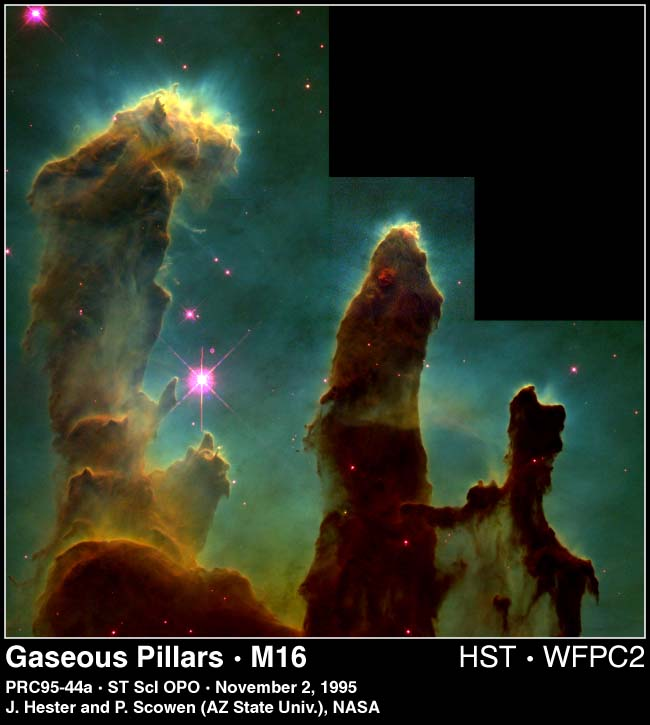 Gaseous Pillars · M16 HST · WFPC2
PRC95-44a · ST ScI OPO · November 2, 1995
J. Hester and P. Scowen (AZ State Univ.), NASA